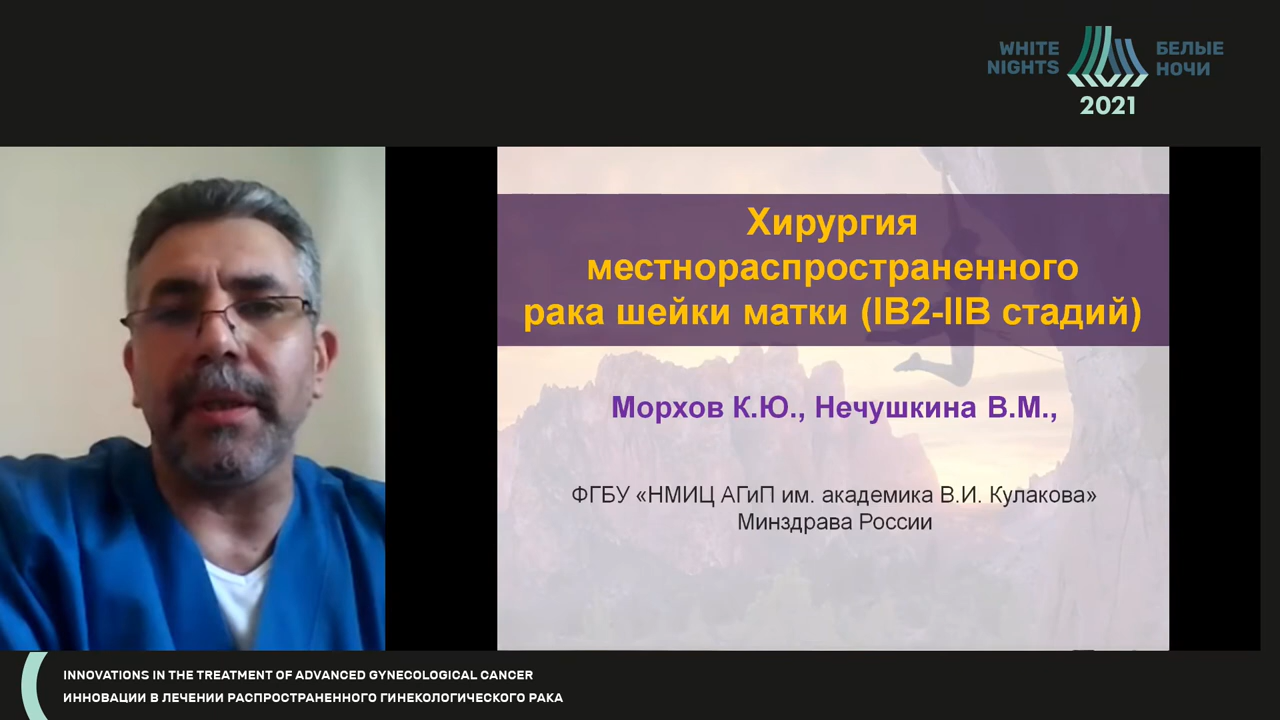 WHITE
NIGHTS
БЕЛЫЕ
НОЧИ
2021
Хирургия
местнораспространенного
рака шейки матки (IB2-IIB стадий)
Морхов К.Ю., Нечушкина В.М.,
ФГБУ «НМИЦ АГиП им. академика В.И. Кулакова»
Минздрава России
INNOVATIONS IN THE TREATMENT OF ADVANCED GYNECOLOGICAL CANCER
ИННОВАЦИИ В ЛЕЧЕНИИ РАСПРОСТРАНЕННОГО ГИНЕКОЛОГИЧЕСКОГО РАКА